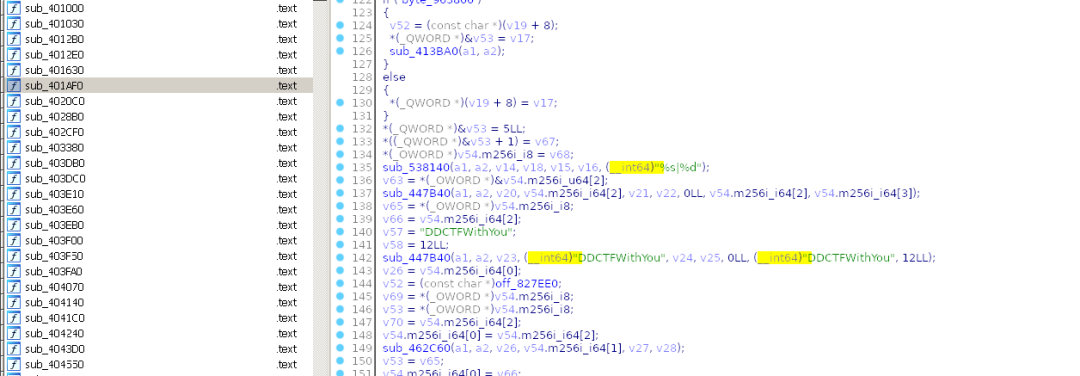 sub_401000 .text
sub_401030 .text
sub_4012B0 .text
sub_4012E0 .text
sub_401630 .text
sub_401AF0 .text
sub_4020C0 .text
sub_4028B0 .text
sub_402CF0 .text
sub_403380 .text
sub_403DB0 .text
sub_403DC0 .text
sub_403E10 .text
sub_403E60 .text
sub_403EB0 .text
sub_403F00 .text
sub_403F50 .text
sub_403FA0 .text
sub_404070 .text
sub_404140 .text
sub_4041C0 .text
sub_404240 .text
sub_4043D0 .text
sub_404550 .text
123 {
124 v52 = (const char *)(v19 + 8);
125 *(_QWORD *)&v53 = v17;
126 sub_413BA0(a1, a2);
127 }
128 else
129 {
130 *(_QWORD *)(v19 + 8) = v17;
131 }
132 *(_QWORD *)&v53 = 5LL;
133 *((_QWORD *)&v53 + 1) = v67;
134 *(_QWORD *)v54.m256i_i8 = v68;
135 sub_538140(a1, a2, v14, v18, v15, v16, (__int64)"%s|%d");
136 v63 = *(_OWORD *)&v54.m256i_u64[2];
137 sub_447B40(a1, a2, v20, v54.m256i_i64[2], v21, v22, 0LL, v54.m256i_i64[2], v54.m256i_i64[3]);
138 v65 = *(_OWORD *)v54.m256i_i8;
139 v66 = v54.m256i_i64[2];
140 v57 = "DDCTFWithYou";
141 v58 = 12LL;
142 sub_447B40(a1, a2, v23, (__int64)"DDCTFWithYou", v24, v25, 0LL, (__int64)"DDCTFWithYou", 12LL);
143 v26 = v54.m256i_i64[0];
144 v52 = (const char *)off_827EE0;
145 v69 = *(_OWORD *)v54.m256i_i8;
146 v53 = *(_OWORD *)v54.m256i_i8;
147 v70 = v54.m256i_i64[2];
148 v54.m256i_i64[0] = v54.m256i_i64[2];
149 sub_462C60(a1, a2, v26, v54.m256i_i64[1], v27, v28);
150 v53 = v65;
151 v54.m256i_i64[0] = v66;